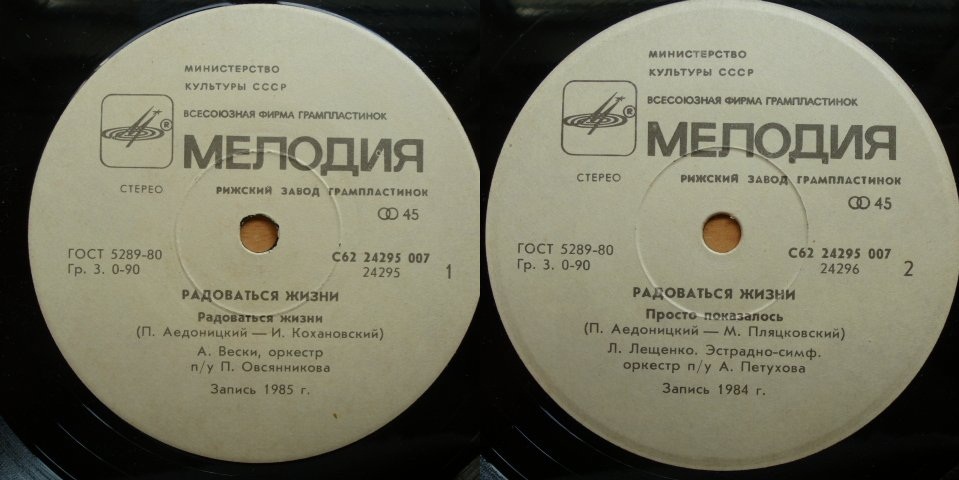 МИНИСТЕРСТВО
КУЛЬТУРЫ СССР
ВСЕСОЮЗНАЯ ФИРМА ГРАМПЛАСТИНОК
® МЕЛОДИЯ
СТЕРЕО
РИЖСКИЙ ЗАВОД ГРАМПЛАСТИНОК
45
ГОСТ 5289-80
Гр. 3. 0-90
С62 24295 007
24295
1
РАДОВАТЬСЯ ЖИЗНИ
Радоваться жизни
(П. Аедоницкий — И. Кохановский)
А. Вески, оркестр
п/у П. Овсянникова
Запись 1985 г.
МИНИСТЕРСТВО
КУЛЬТУРЫ СССР
ВСЕСОЮЗНАЯ ФИРМА ГРАМПЛАСТИНОК
® МЕЛОДИЯ
СТЕРЕО
РИЖСКИЙ ЗАВОД ГРАМПЛАСТИНОК
45
ГОСТ 5289-80
Гр. 3. 0-90
С62 24295 007
24296
2
РАДОВАТЬСЯ ЖИЗНИ
Просто показалось
(П. Аедоницкий — М. Пляцковский)
Л. Лещенко. Эстрадно-симф.
оркестр п/у А. Петухова
Запись 1984 г.